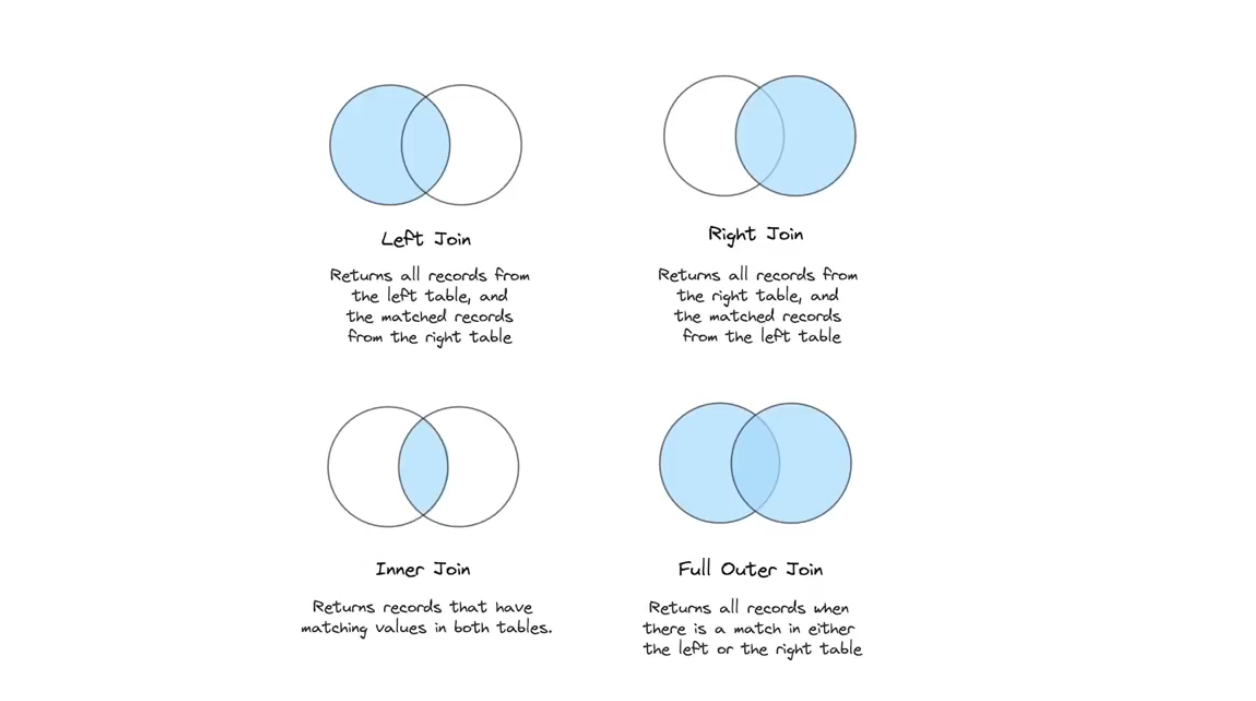 Left Join
Returns all records from
the left table, and
the matched records
from the right table
Right Join
Returns all records from
the right table, and
the matched records
from the left table
Inner Join
Returns records that have
matching values in both tables.
Full Outer Join
Returns all records when
there is a match in either
the left or the right table